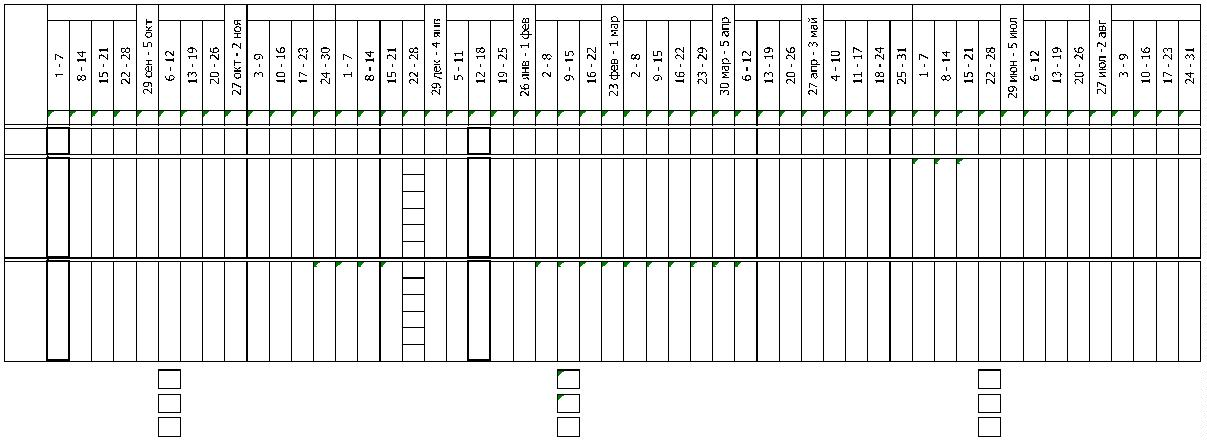 1 - 7
8 - 14
15 - 21
22 - 28
29 сен - 5 окт
6 - 12
13 - 19
20 - 26
27 окт - 2 ноя
3 - 9
10 - 16
17 - 23
24 - 30
1 - 7
8 - 14
15 - 21
22 - 28
29 дек - 4 янв
5 - 11
12 - 18
19 - 25
26 янв - 1 фев
2 - 8
9 - 15
16 - 22
23 фев - 1 мар
2 - 8
9 - 15
16 - 22
23 - 29
30 мар - 5 апр
6 - 12
13 - 19
20 - 26
27 апр - 3 май
4 - 10
11 - 17
18 - 24
25 - 31
1 - 7
8 - 14
15 - 21
22 - 28
29 июн - 5 июл
6 - 12
13 - 19
20 - 26
27 июл - 2 авг
3 - 9
10 - 16
17 - 23
24 - 31